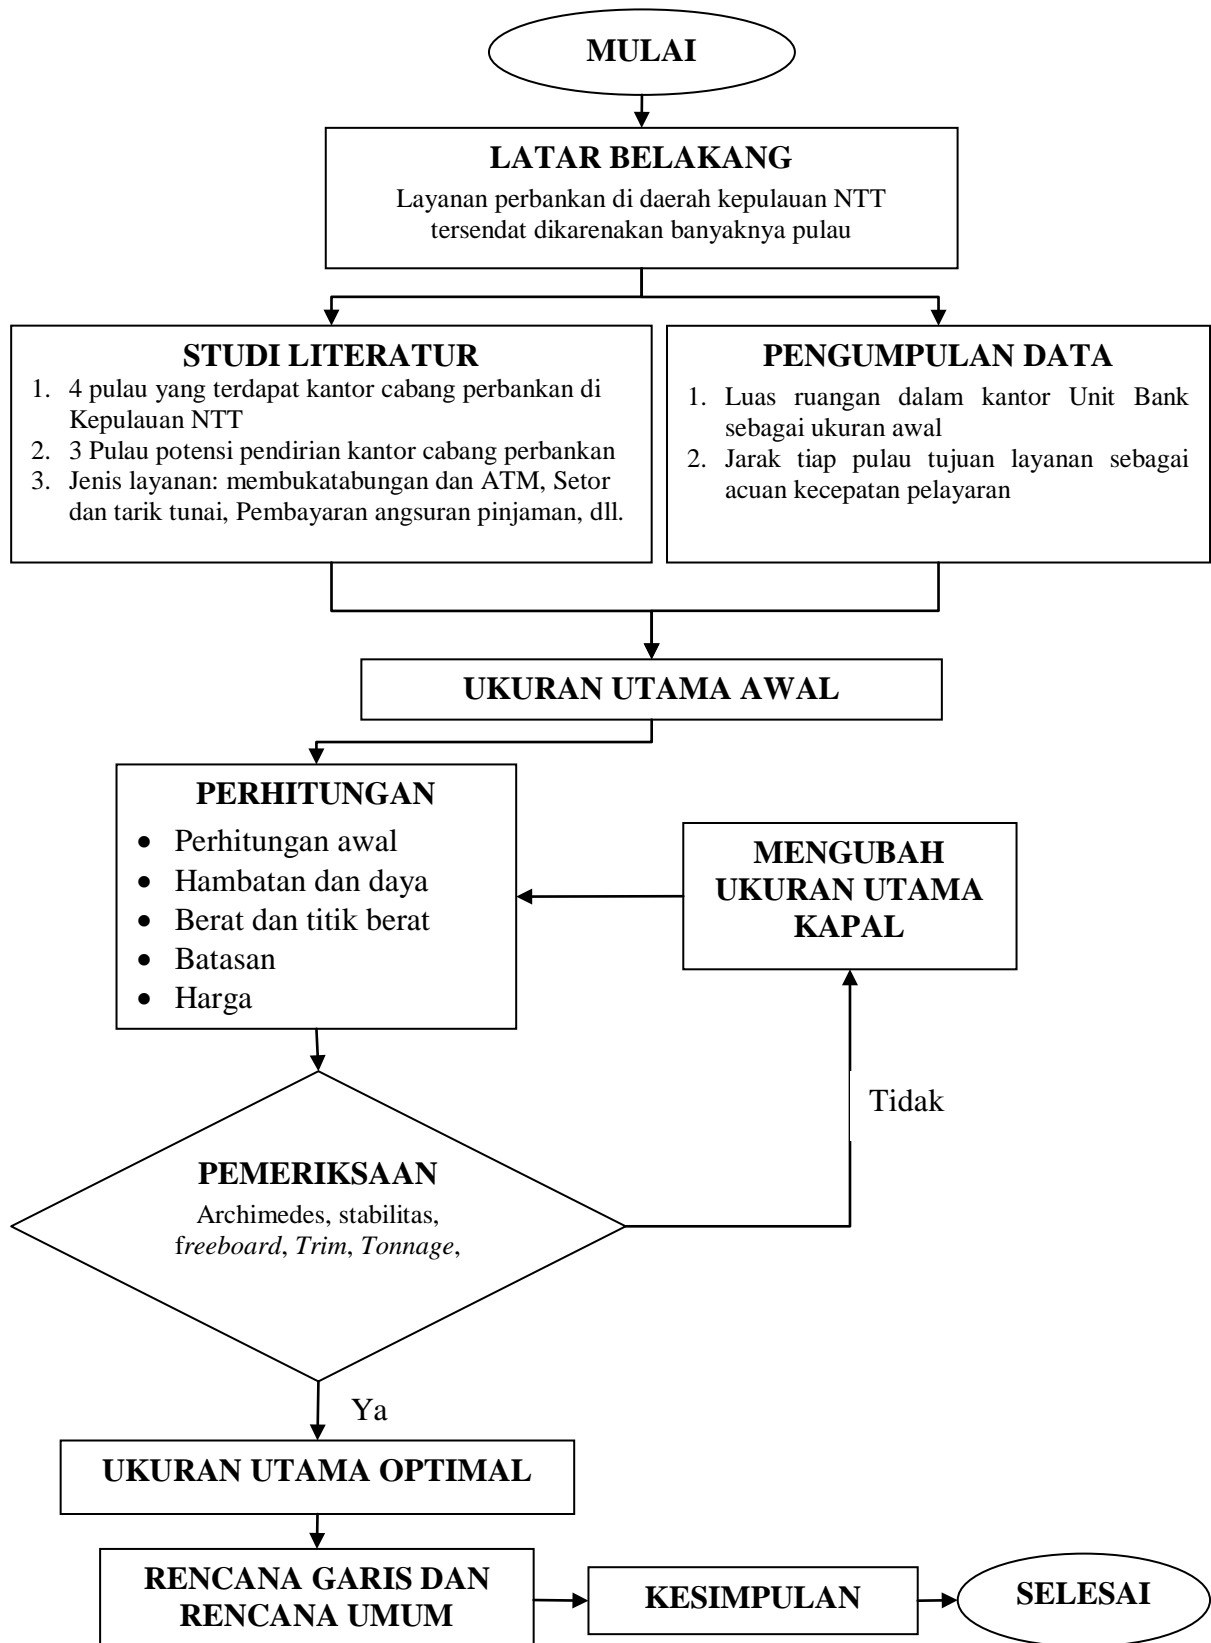 MULAI
LATAR BELAKANG
Layanan perbankan di daerah kepulauan NTT
tersendat dikarenakan banyaknya pulau
STUDI LITERATUR
1. 4 pulau yang terdapat kantor cabang perbankan di
Kepulauan NTT
2. 3 Pulau potensi pendirian kantor cabang perbankan
3. Jenis layanan: membukatabungan dan ATM, Setor
dan tarik tunai, Pembayaran angsuran pinjaman, dll.
PENGUMPULAN DATA
1. Luas ruangan dalam kantor Unit Bank
sebagai ukuran awal
2. Jarak tiap pulau tujuan layanan sebagai
acuan kecepatan pelayaran
UKURAN UTAMA AWAL
PERHITUNGAN
• Perhitungan awal
• Hambatan dan daya
• Berat dan titik berat
• Batasan
• Harga
MENGUBAH
UKURAN UTAMA
KAPAL
Tidak
PEMERIKSAAN
Archimedes, stabilitas,
freeboard, Trim, Tonnage,
Ya
UKURAN UTAMA OPTIMAL
RENCANA GARIS DAN
RENCANA UMUM
KESIMPULAN
SELESAI